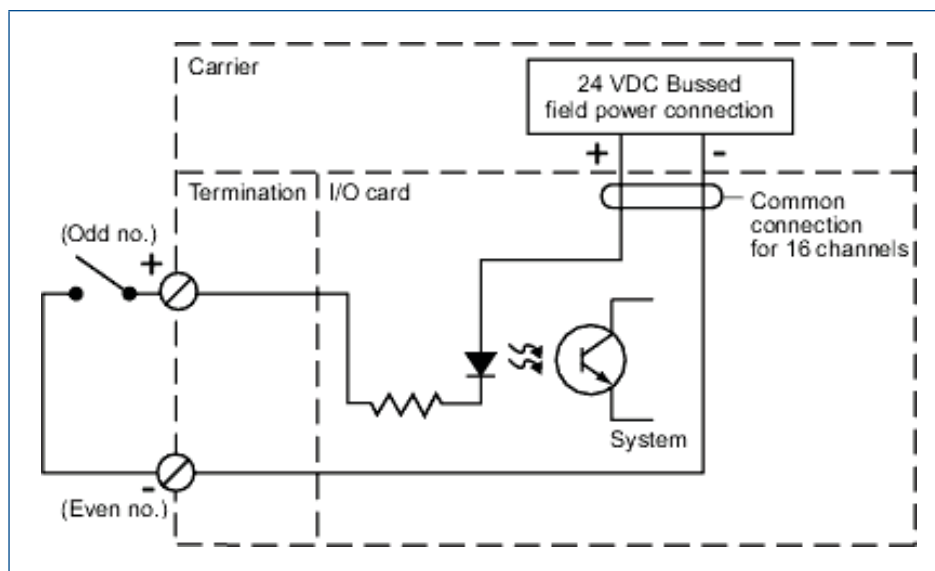 Carrier
24 VDC Bussed
field power connection
+ -
Termination
I/O card
Common
connection
for 16 channels
(Odd no.)
+
System
-
(Even no.)